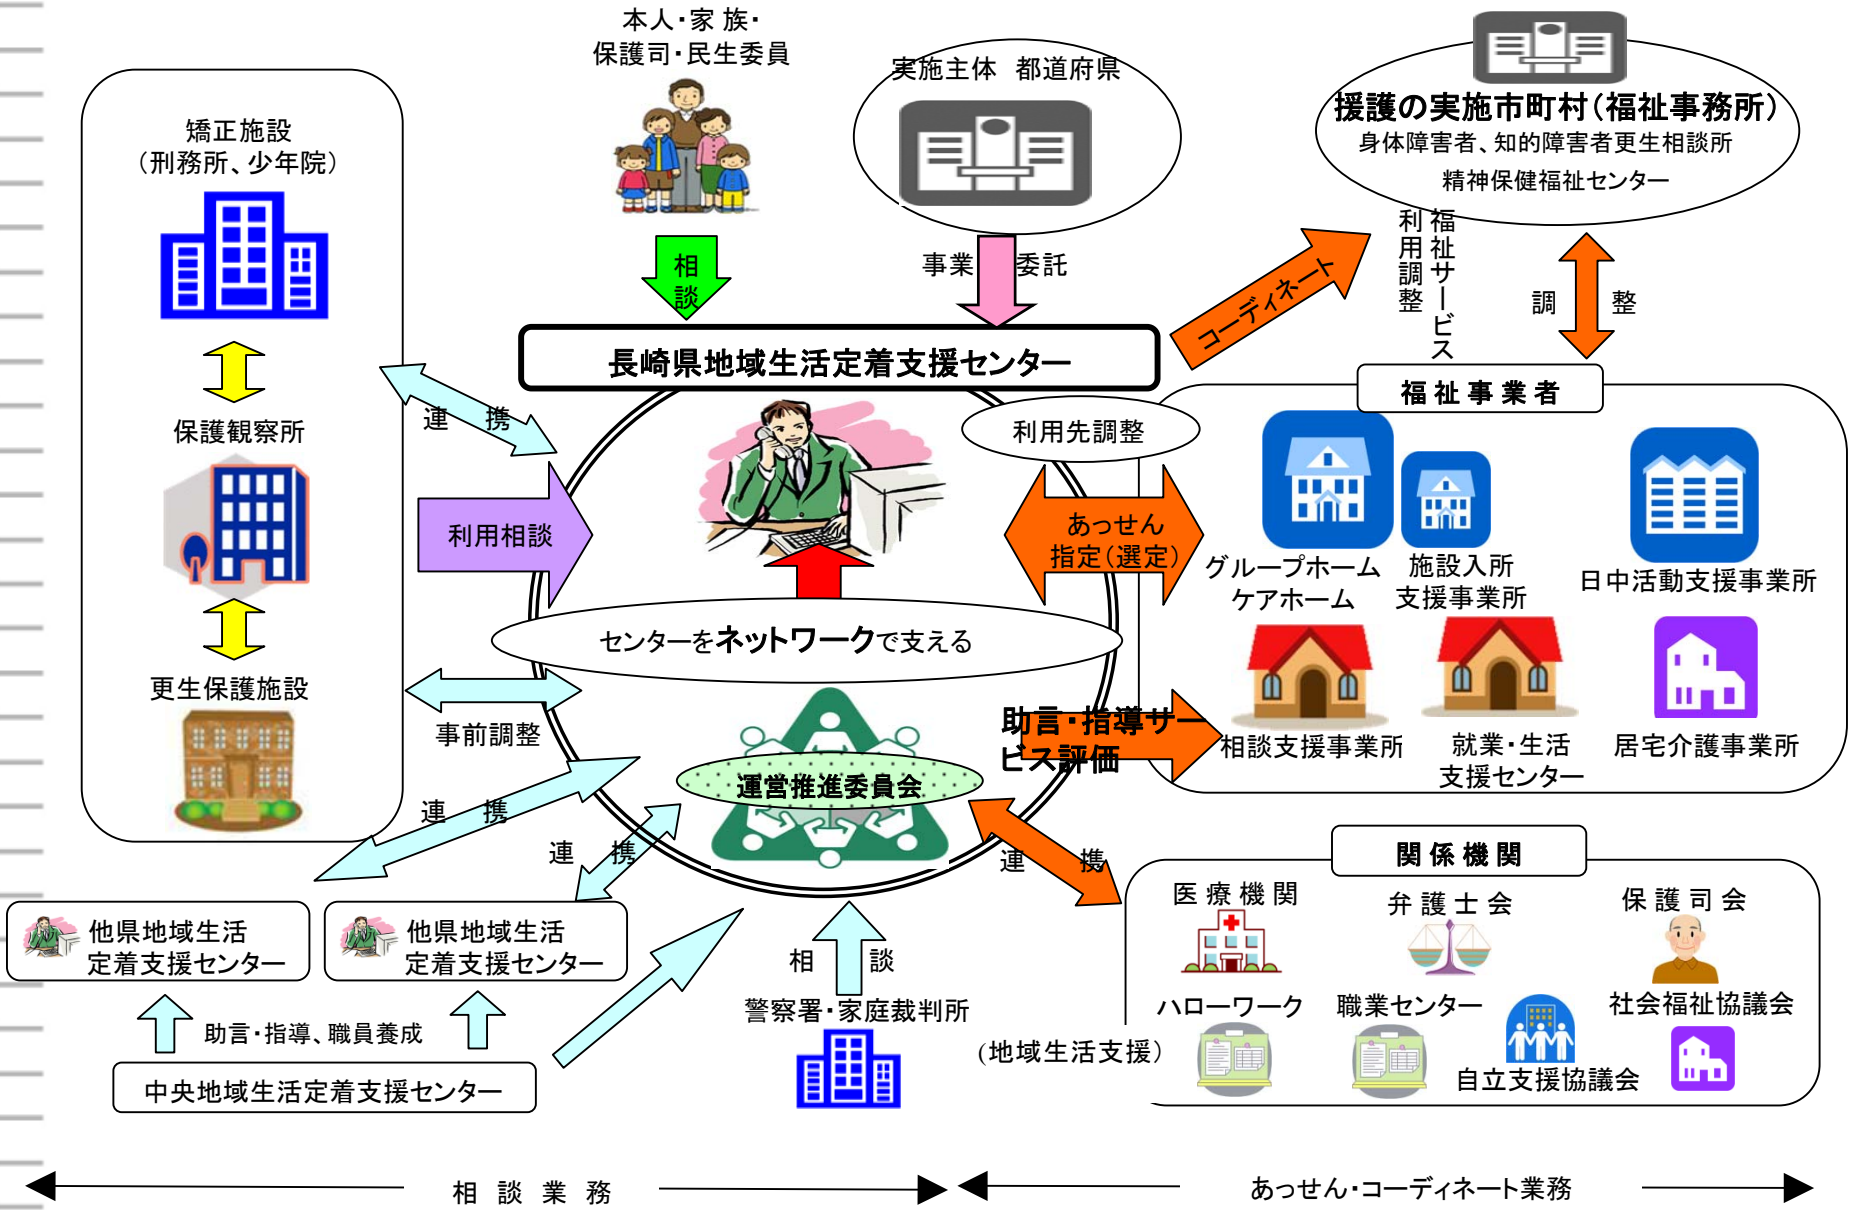 本人・家 族・
保護司・民生委員
実施主体　都道府県
援護の実施市町村(福祉事務所)
身体障害者、知的障害者更生相談所
精神保健福祉センター
矯正施設
(刑務所、少年院)
保護観察所
更生保護施設
相
談
事業　委託
コーディネート
福祉サービス
利用調整
調　整
長崎県地域生活定着支援センター
連　携
利用相談
利用先調整
あっせん
指定(選定)
センターをネットワークで支える
事前調整
運営推進委員会
助言・指導サー
ビス評価
福 祉 事 業 者
グループホーム
ケアホーム
施設入所
支援事業所
日中活動支援事業所
相談支援事業所
就業・生活
支援センター
居宅介護事業所
連　携
連　携
連　携
他県地域生活
定着支援センター
他県地域生活
定着支援センター
助言・指導、職員養成
中央地域生活定着支援センター
相　談
警察署・家庭裁判所
(地域生活支援)
関 係 機 関
医 療 機 関
弁 護 士 会
保 護 司 会
ハローワーク
職業センター
社会福祉協議会
自立支援協議会
相　談　業　務
あっせん・コーディネート業務